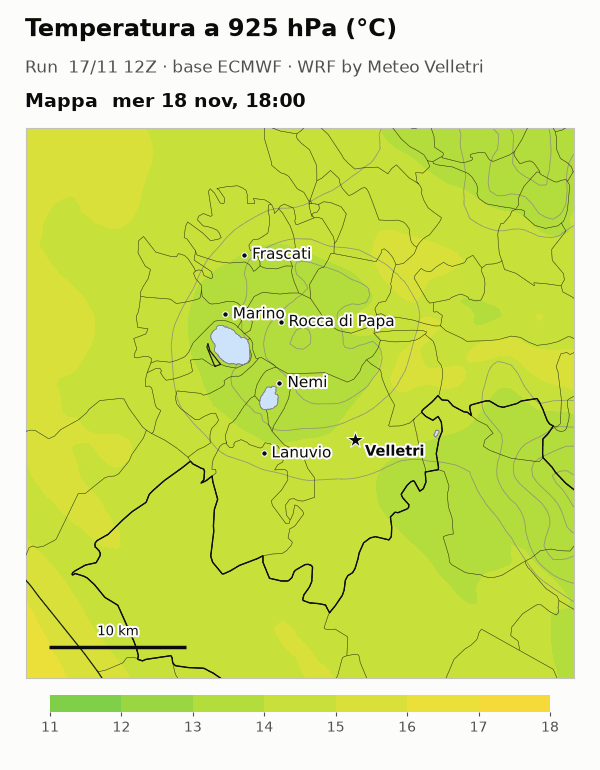 Temperatura a 925 hPa (°C)
Run  17/11 12Z · base ECMWF · WRF by Meteo Velletri
Mappa  mer 18 nov, 18:00
Frascati
Marino
Rocca di Papa
Nemi
Velletri
Lanuvio
10 km
11 12 13 14 15 16 17 18